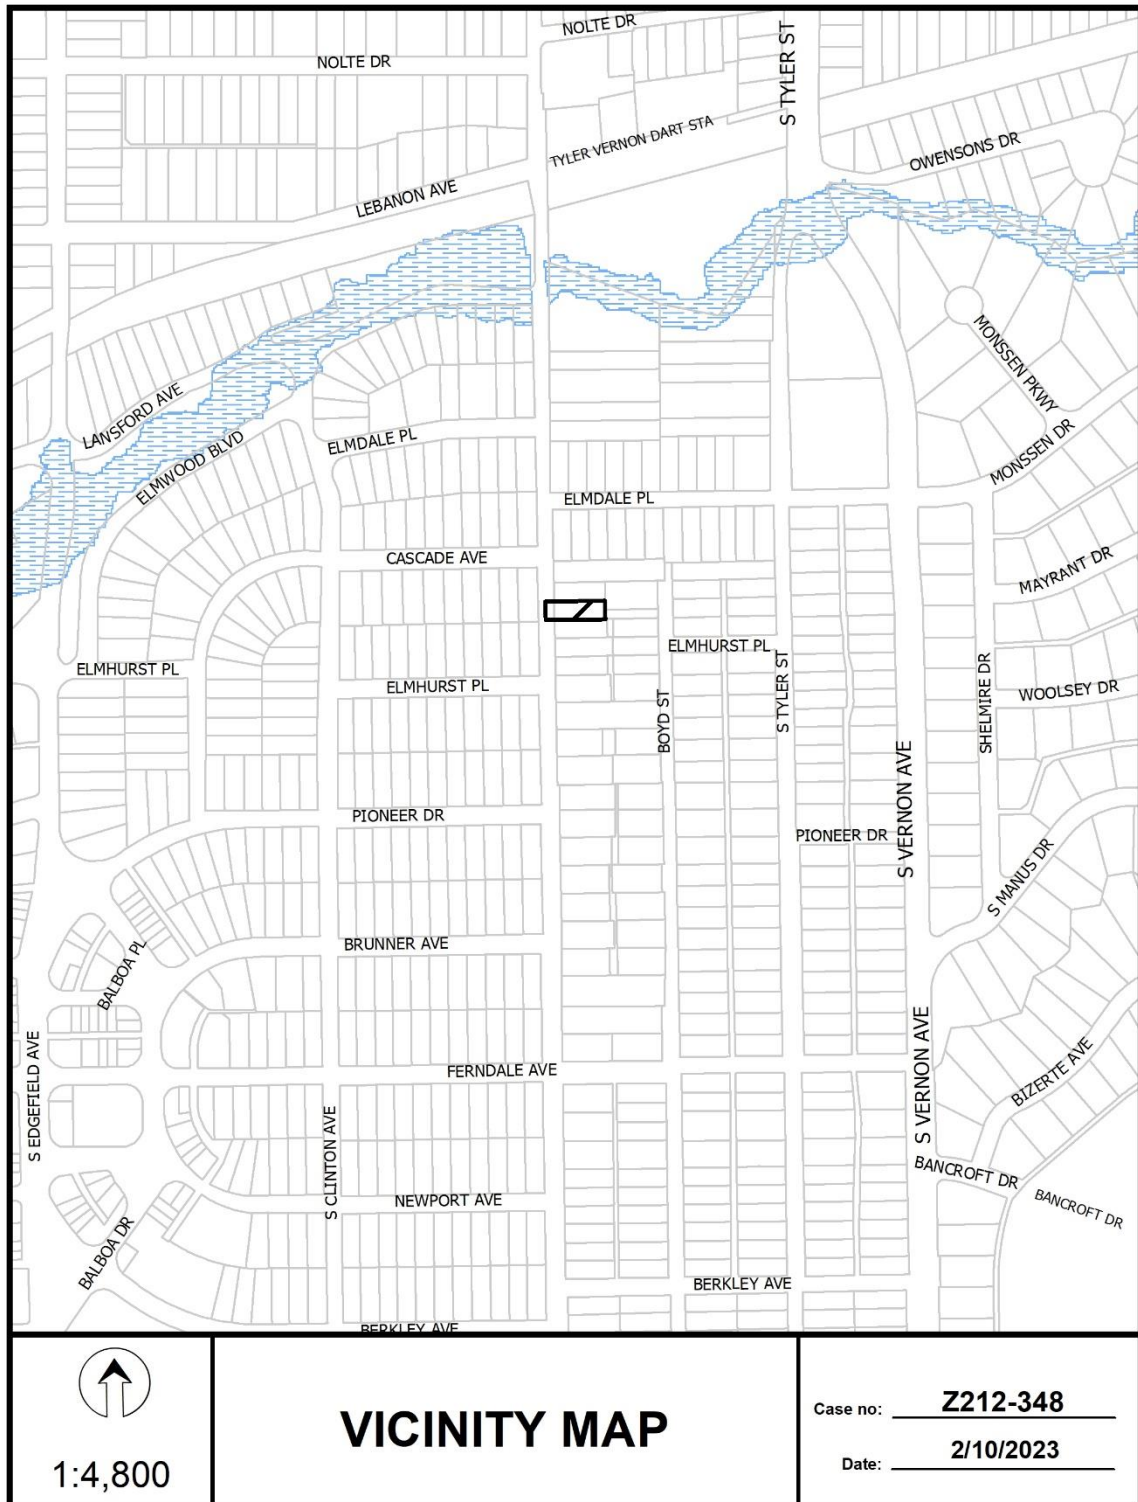 NOLTE DR
NOLTE DR
S TYLER ST
TYLER VERNON DART STA
OWENSONS DR
LEBANON AVE
MONSSEN PKWY
LANSFORD AVE
ELMWOOD BLVD
ELMDALE PL
MONSSEN DR
ELMDALE PL
CASCADE AVE
MAYRANT DR
ELMHURST PL
ELMHURST PL
ELMHURST PL
S TYLER ST
BOYD ST
SHELMIRE DR
WOOLSEY DR
S VERNON AVE
PIONEER DR
PIONEER DR
S MANUS DR
BRUNNER AVE
BALBOA PL
S EDGEFIELD AVE
FERNDALE AVE
S VERNON AVE
BIZERTE AVE
S CLINTON AVE
BANCROFT DR
BANCROFT DR
NEWPORT AVE
BALBOA DR
BERKLEY AVE
BERKLEY AVE
1:4,800
VICINITY MAP
Case no: Z212-348
Date: 2/10/2023